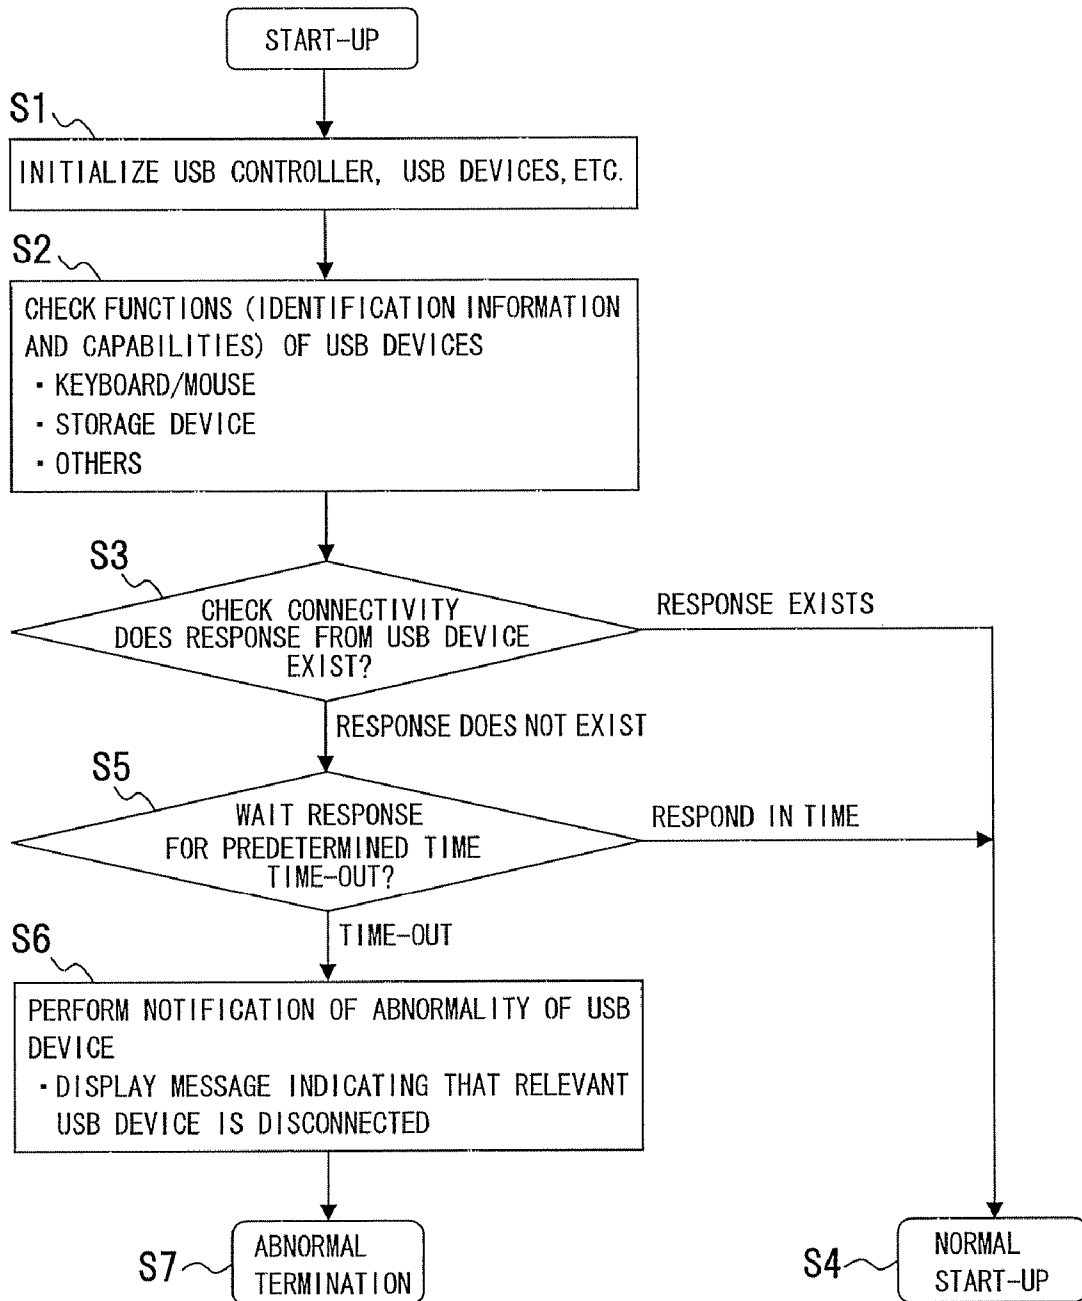 START-UP
S1
INITIALIZE USB CONTROLLER, USB DEVICES, ETC.
S2
CHECK FUNCTIONS (IDENTIFICATION INFORMATION
AND CAPABILITIES) OF USB DEVICES
・KEYBOARD/MOUSE
・STORAGE DEVICE
・OTHERS
S3
CHECK CONNECTIVITY
DOES RESPONSE FROM USB DEVICE
EXIST?
RESPONSE EXISTS
RESPONSE DOES NOT EXIST
S5
WAIT RESPONSE
FOR PREDETERMINED TIME
TIME-OUT?
RESPOND IN TIME
TIME-OUT
S6
PERFORM NOTIFICATION OF ABNORMALITY OF USB
DEVICE
・DISPLAY MESSAGE INDICATING THAT RELEVANT
USB DEVICE IS DISCONNECTED
S7
ABNORMAL
TERMINATION
S4
NORMAL
START-UP